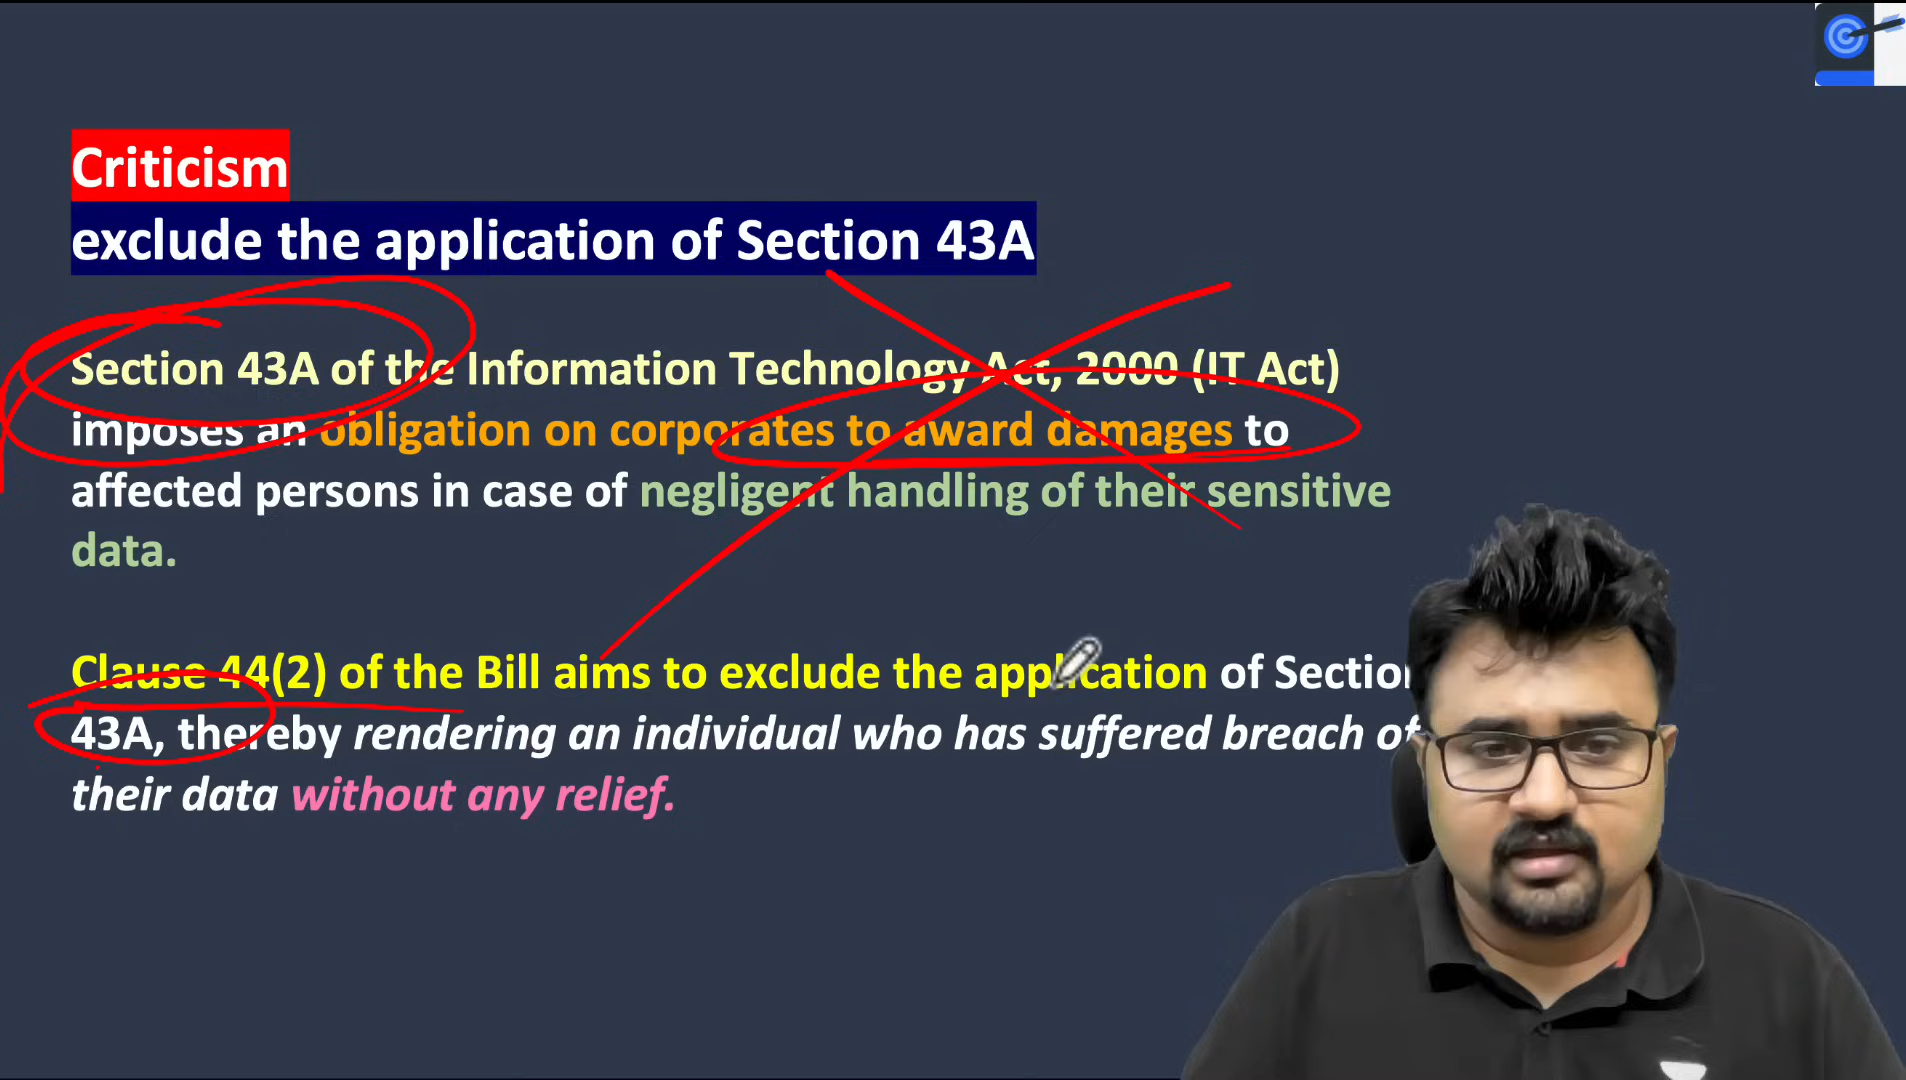 Criticism
exclude the application of Section 43A
Section 43A of the Information Technology Act, 2000 (IT Act)
imposes an obligation on corporates to award damages to
affected persons in case of negligent handling of their sensitive
data.
Clause 44(2) of the Bill aims to exclude the application of Section
43A, thereby rendering an individual who has suffered breach of
their data without any relief.